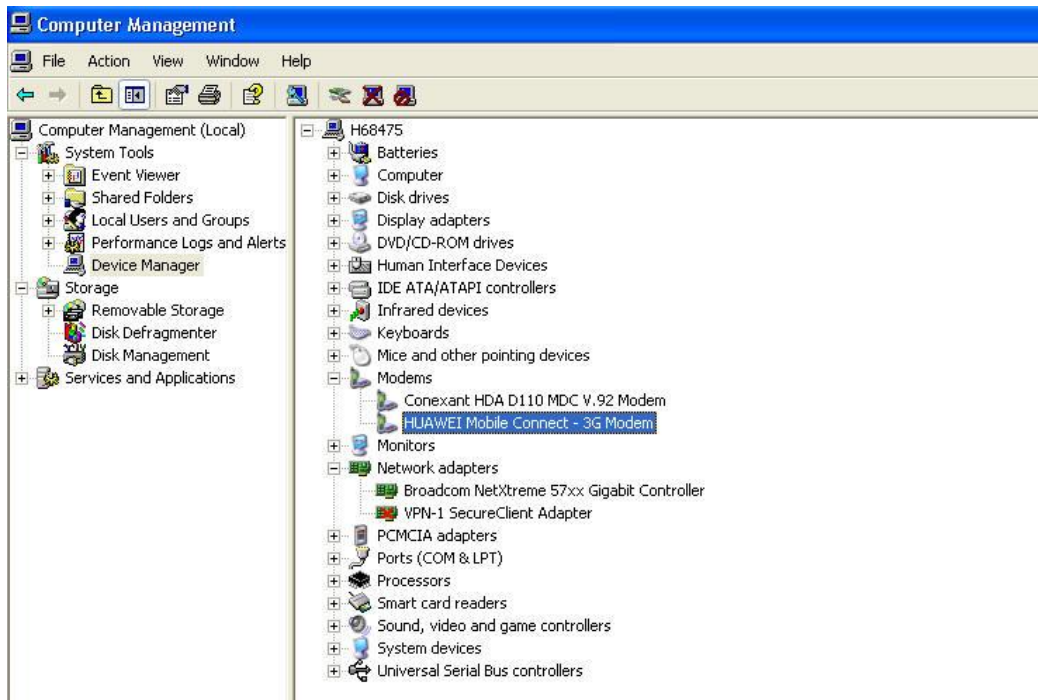 Computer Management
File Action View Window Help
Computer Management (Local)
System Tools
Event Viewer
Shared Folders
Local Users and Groups
Performance Logs and Alerts
Device Manager
Storage
Removable Storage
Disk Defragmenter
Disk Management
Services and Applications
H68475
Batteries
Computer
Disk drives
Display adapters
DVD/CD-ROM drives
Human Interface Devices
IDE ATA/ATAPI controllers
Infrared devices
Keyboards
Mice and other pointing devices
Modems
Conexant HDA D110 MDC V.92 Modem
HUAWEI Mobile Connect - 3G Modem
Monitors
Network adapters
Broadcom NetXtreme 57xx Gigabit Controller
VPN-1 SecureClient Adapter
PCMCIA adapters
Ports (COM & LPT)
Processors
Smart card readers
Sound, video and game controllers
System devices
Universal Serial Bus controllers